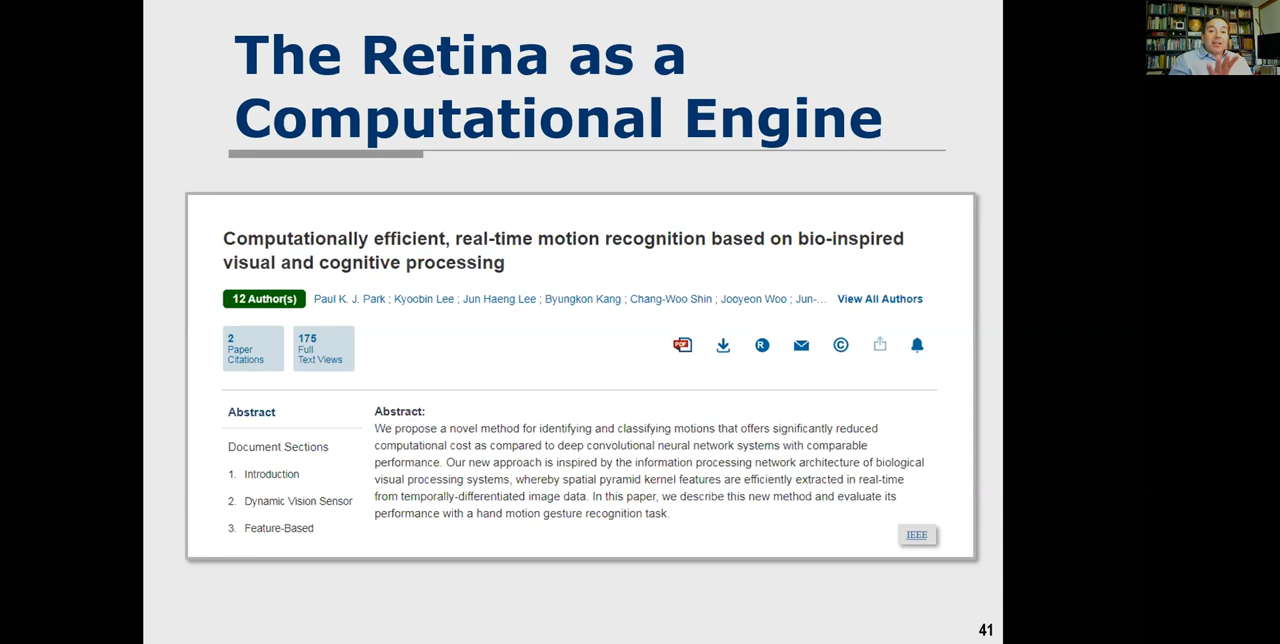 The Retina as a
Computational Engine
Computationally efficient, real-time motion recognition based on bio-inspired
visual and cognitive processing
12 Author(s) Paul K. J. Park ; Kyoobin Lee ; Jun Haeng Lee ; Byungkon Kang ; Chang-Woo Shin ; Jooyeon Woo ; Jun-... View All Authors
2
Paper
Citations
175
Full
Text Views
PDF
R
C
Abstract
Document Sections
1. Introduction
2. Dynamic Vision Sensor
3. Feature-Based
Abstract:
We propose a novel method for identifying and classifying motions that offers significantly reduced
computational cost as compared to deep convolutional neural network systems with comparable
performance. Our new approach is inspired by the information processing network architecture of biological
visual processing systems, whereby spatial pyramid kernel features are efficiently extracted in real-time
from temporally-differentiated image data. In this paper, we describe this new method and evaluate its
performance with a hand motion gesture recognition task.
IEEE
41